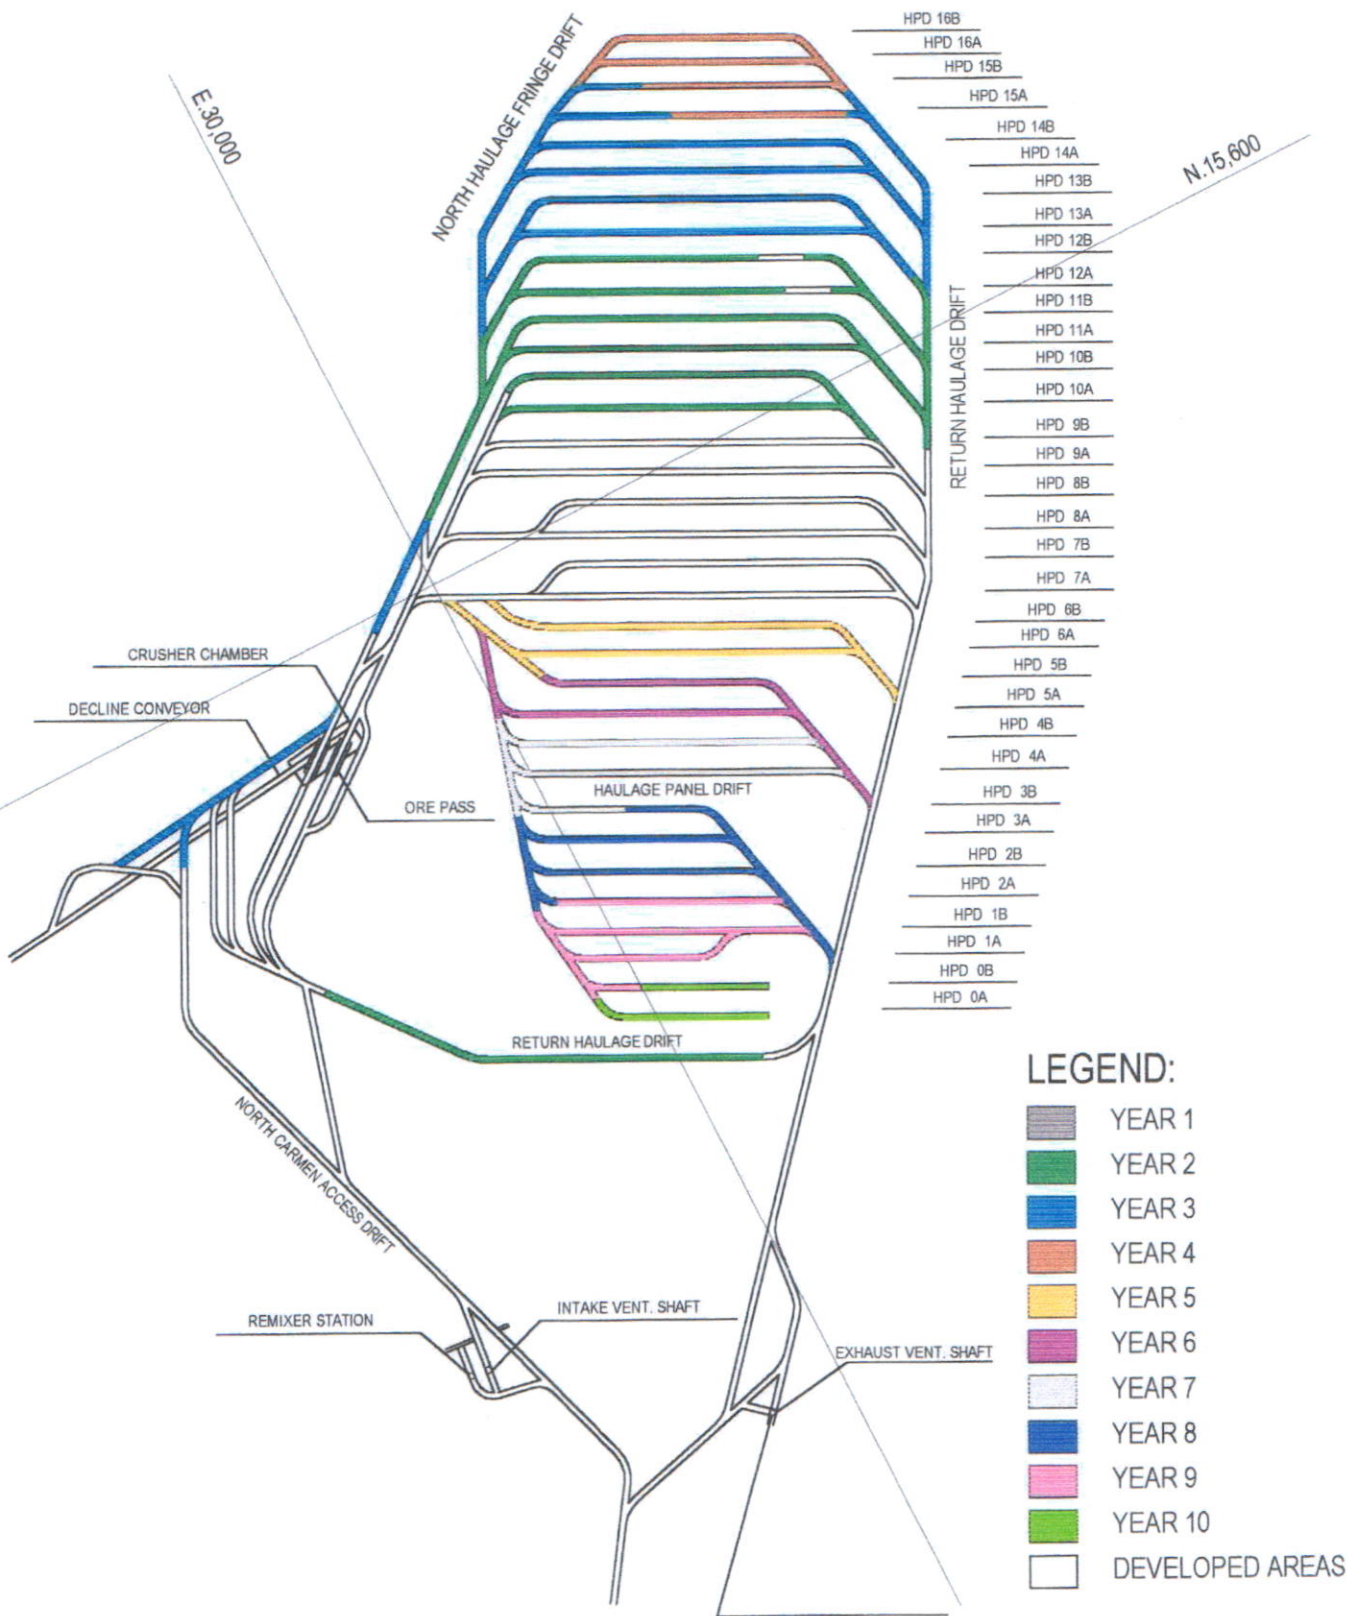 HPD 16B
HPD 16A
HPD 15B
HPD 15A
HPD 14B
HPD 14A
HPD 13B
HPD 13A
HPD 12B
HPD 12A
HPD 11B
HPD 11A
HPD 10B
HPD 10A
HPD 9B
HPD 9A
HPD 8B
HPD 8A
HPD 7B
HPD 7A
HPD 6B
HPD 6A
HPD 5B
HPD 5A
HPD 4B
HPD 4A
HPD 3B
HPD 3A
HPD 2B
HPD 2A
HPD 1B
HPD 1A
HPD 0B
HPD 0A
NORTH HAULAGE FRINGE DRIFT
E.30,000
N.15,600
RETURN HAULAGE DRIFT
CRUSHER CHAMBER
DECLINE CONVEYOR
ORE PASS
HAULAGE PANEL DRIFT
RETURN HAULAGE DRIFT
NORTH CARMEN ACCESS DRIFT
REMIXER STATION
INTAKE VENT. SHAFT
EXHAUST VENT. SHAFT
LEGEND:
YEAR 1
YEAR 2
YEAR 3
YEAR 4
YEAR 5
YEAR 6
YEAR 7
YEAR 8
YEAR 9
YEAR 10
DEVELOPED AREAS